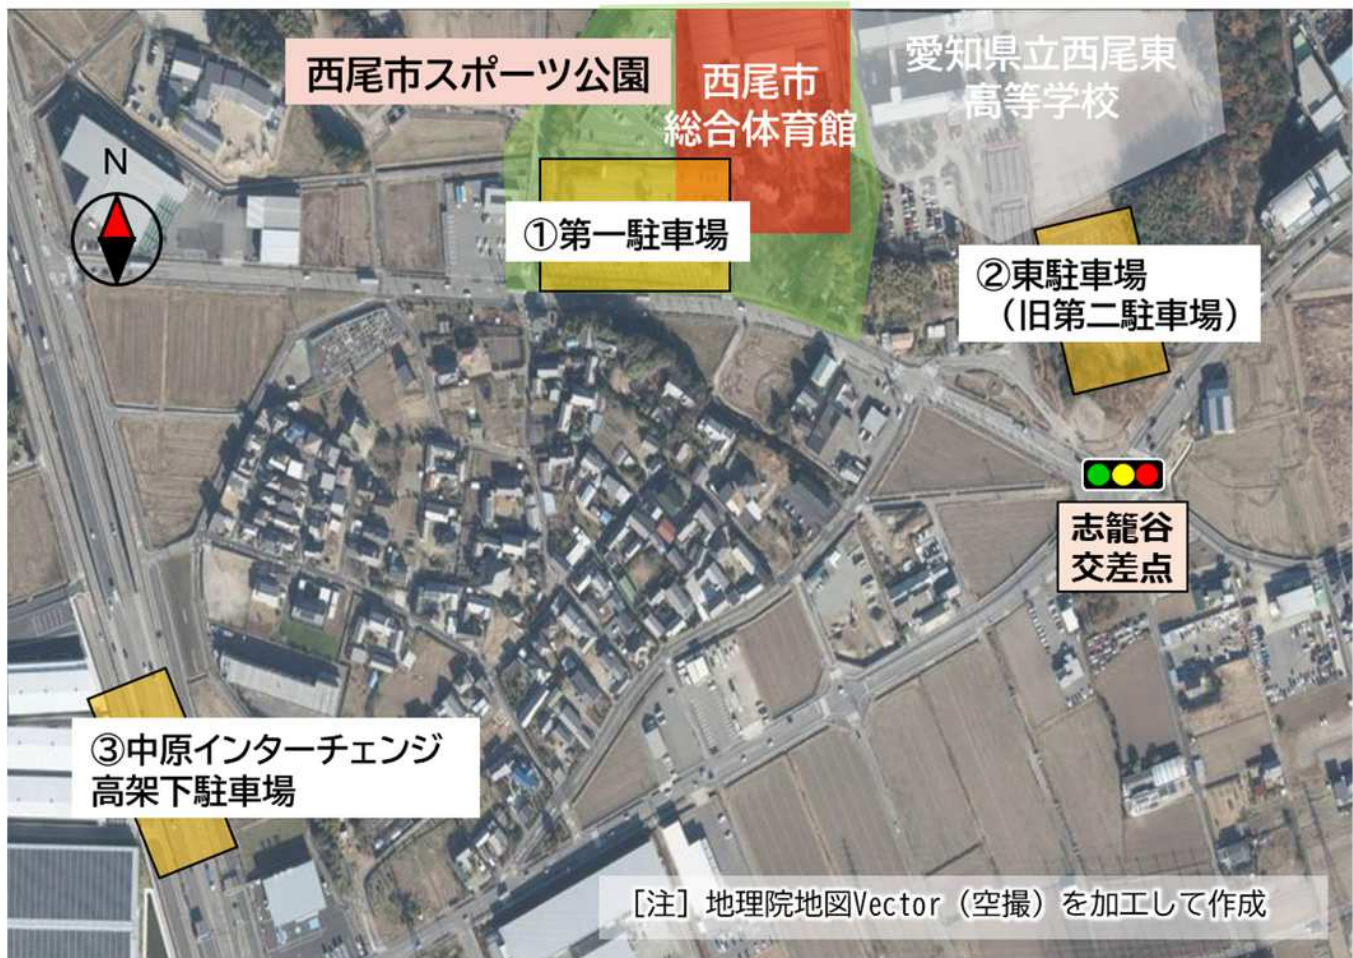 西尾市スポーツ公園
西尾市
総合体育館
愛知県立西尾東
高等学校
N
①第一駐車場
②東駐車場
（旧第二駐車場）
志籠谷
交差点
③中原インターチェンジ
高架下駐車場
［注］地理院地図Vector（空撮）を加工して作成